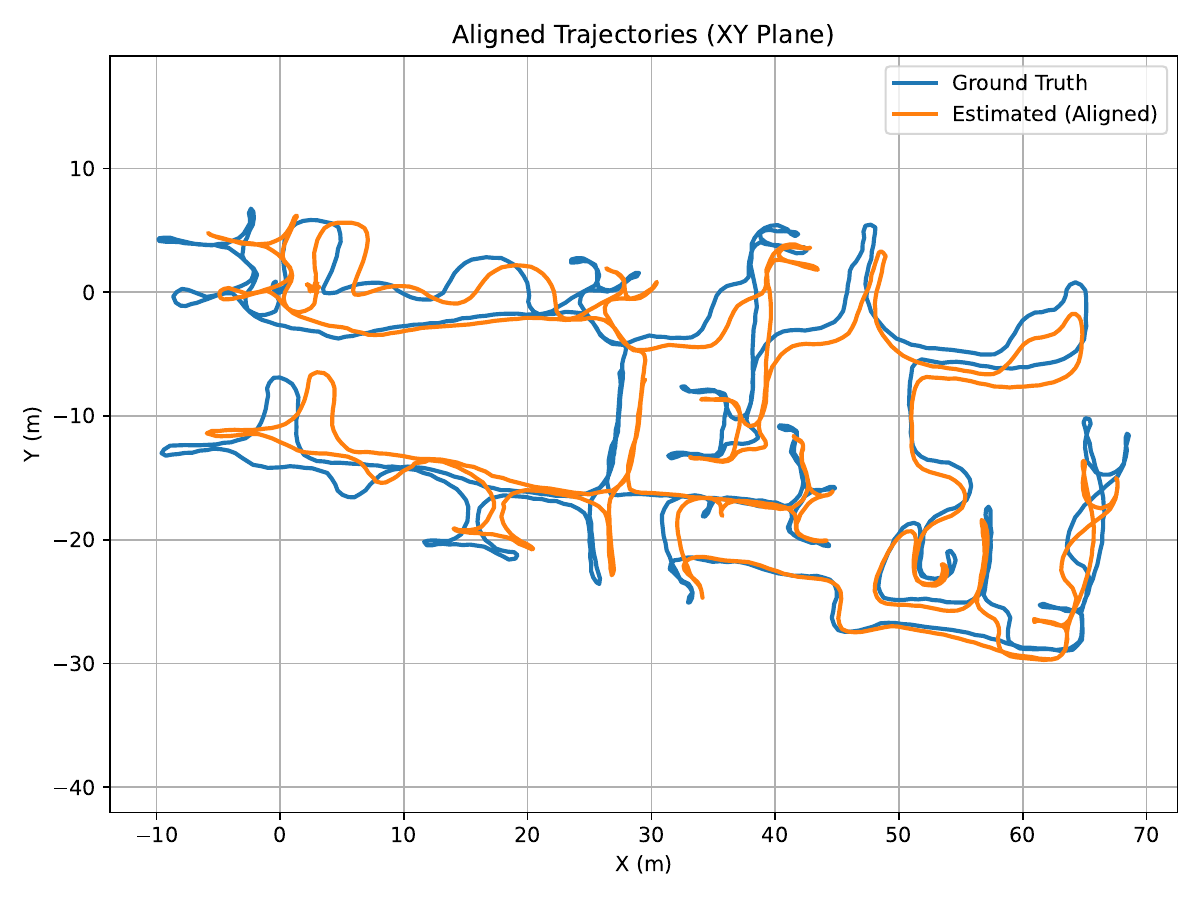 Aligned Trajectories (XY Plane)
Ground Truth
Estimated (Aligned)
10
0
−10
−20
−30
−40
Y (m)
−10 0 10 20 30 40 50 60 70
X (m)